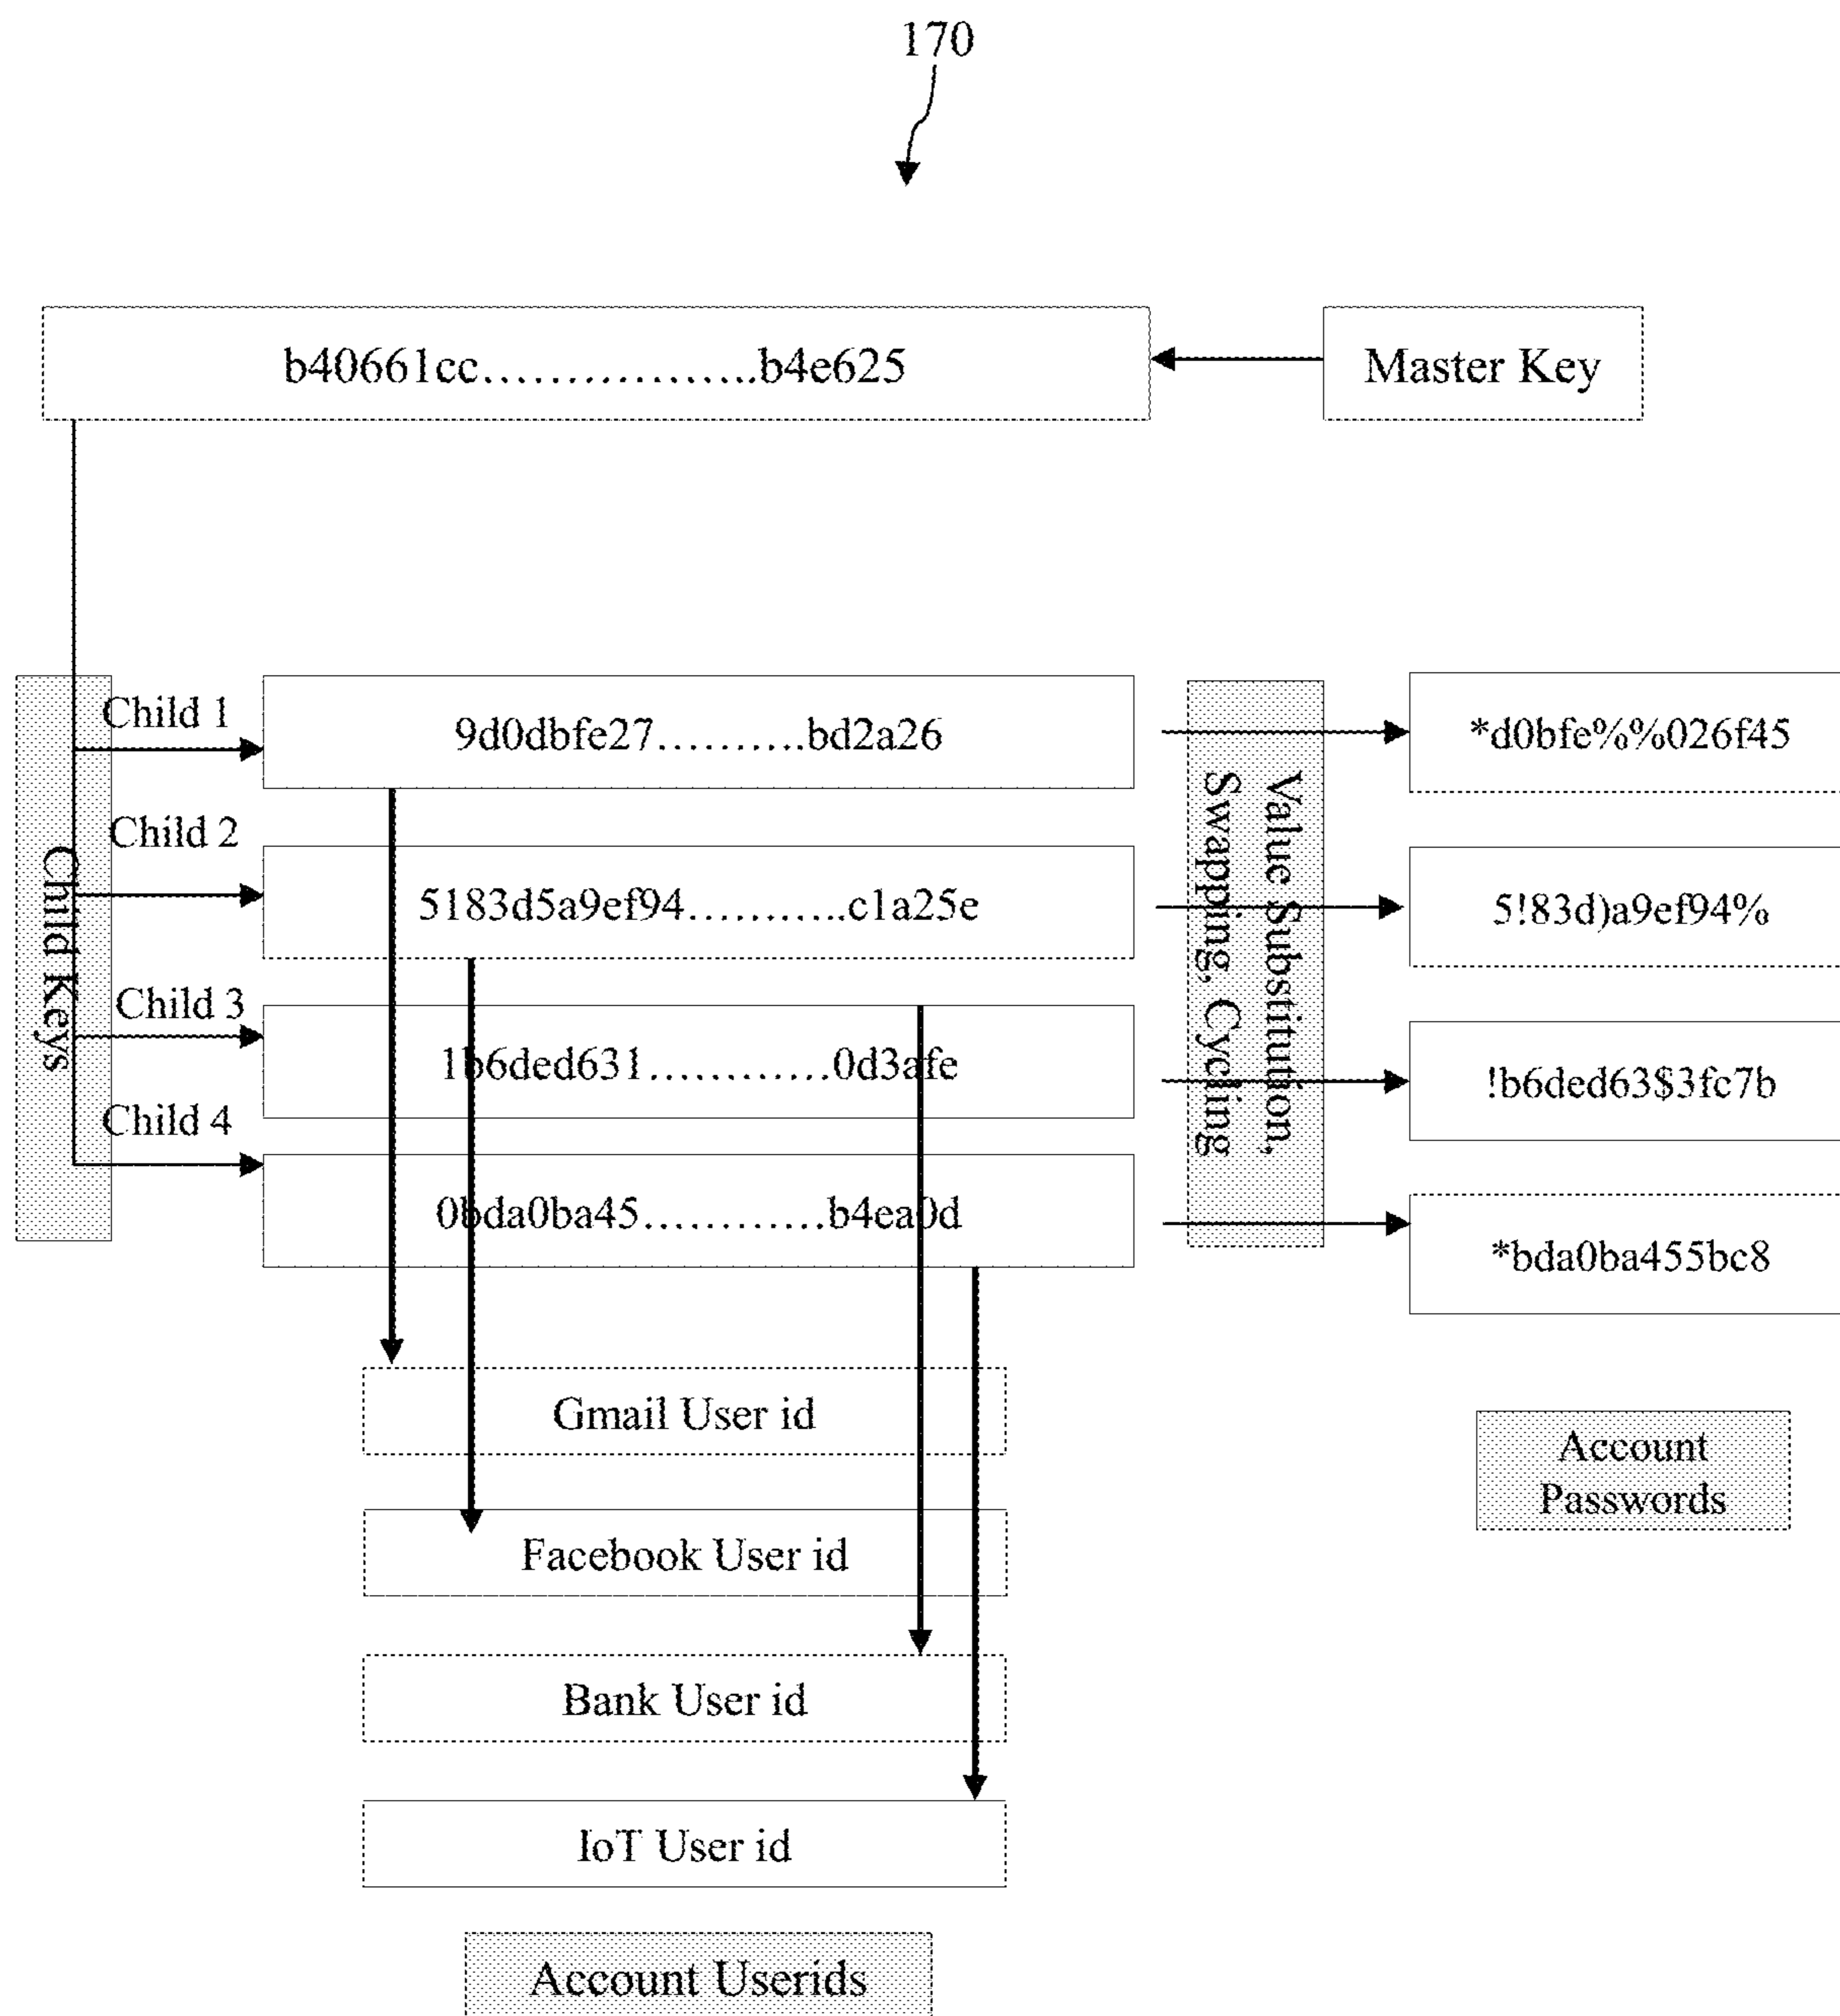 170
b40661cc..................b4e625
Master Key
Child Keys
Child 1
9d0dbfe27..........bd2a26
Child 2
5183d5a9ef94...........c1a25e
Child 3
1b6ded631............0d3afe
Child 4
0bda0ba45............b4ea0d
Value Substitution,
Swapping, Cycling
*d0bfe%%026f45
5!83d)a9ef94%
!b6ded63$3fc7b
*bda0ba455bc8
Gmail User id
Facebook User id
Bank User id
IoT User id
Account
Passwords
Account Userids